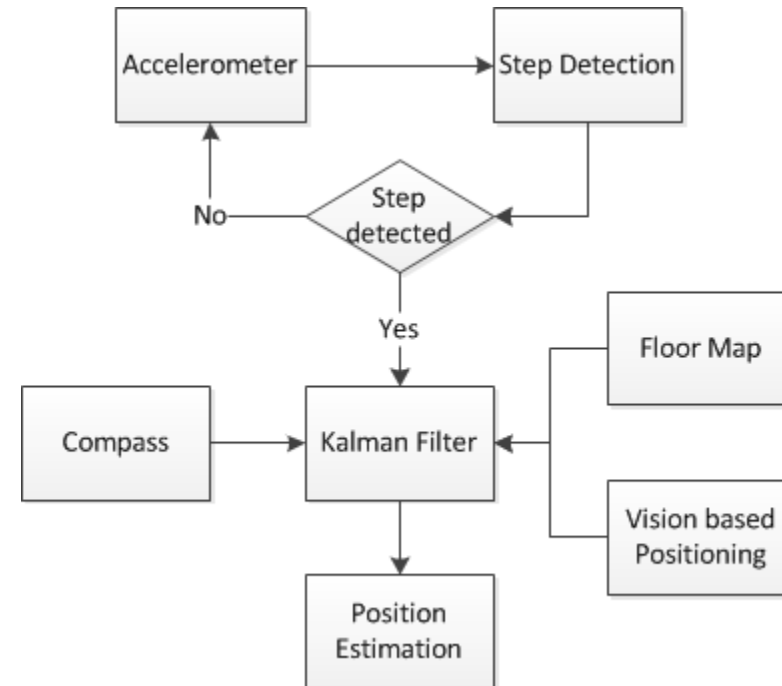 Accelerometer
Step Detection
Step
detected
No
Yes
Floor Map
Compass
Kalman Filter
Vision based
Positioning
Position
Estimation